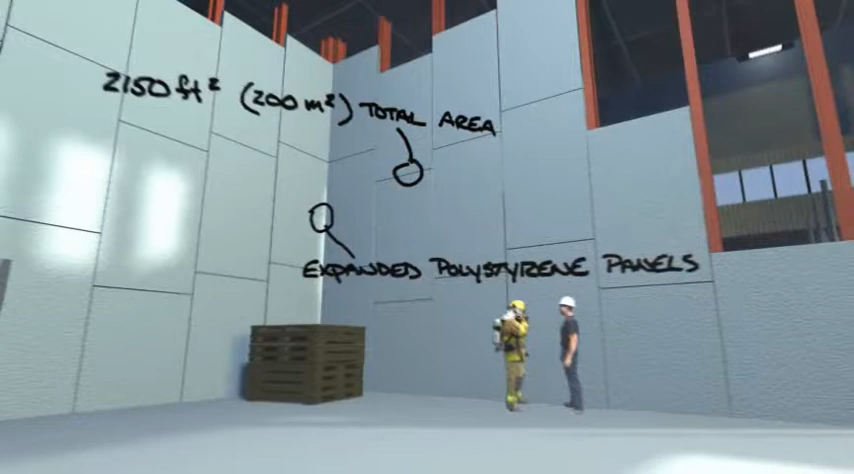 2150 ft² (200 m²) TOTAL AREA
EXPANDED POLYSTYRENE PANELS